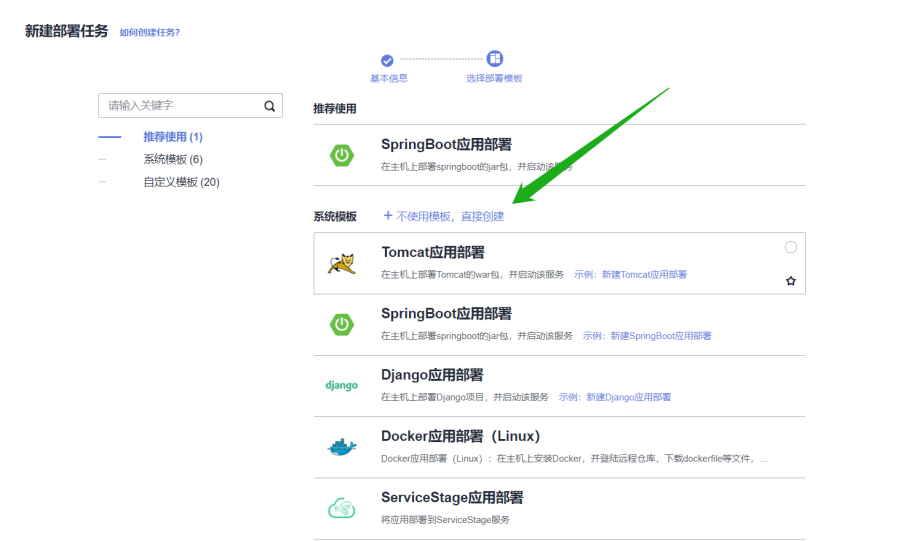 新建部署任务 如何创建任务?
基本信息 选择部署模板
请输入关键字
推荐使用 (1)
系统模板 (6)
自定义模板 (20)
推荐使用
SpringBoot应用部署
在主机上部署springboot的jar包，并启动该服务
系统模板 + 不使用模板，直接创建
Tomcat应用部署
在主机上部署Tomcat的war包，并启动该服务 示例：新建Tomcat应用部署
SpringBoot应用部署
在主机上部署springboot的jar包，并启动该服务 示例：新建SpringBoot应用部署
django
Django应用部署
在主机上部署Django项目，并启动该服务 示例：新建Django应用部署
Docker应用部署（Linux）
Docker应用部署（Linux）：在主机上安装Docker，并登陆远程仓库，下载dockerfile等文件，...
ServiceStage应用部署
将应用部署到ServiceStage服务